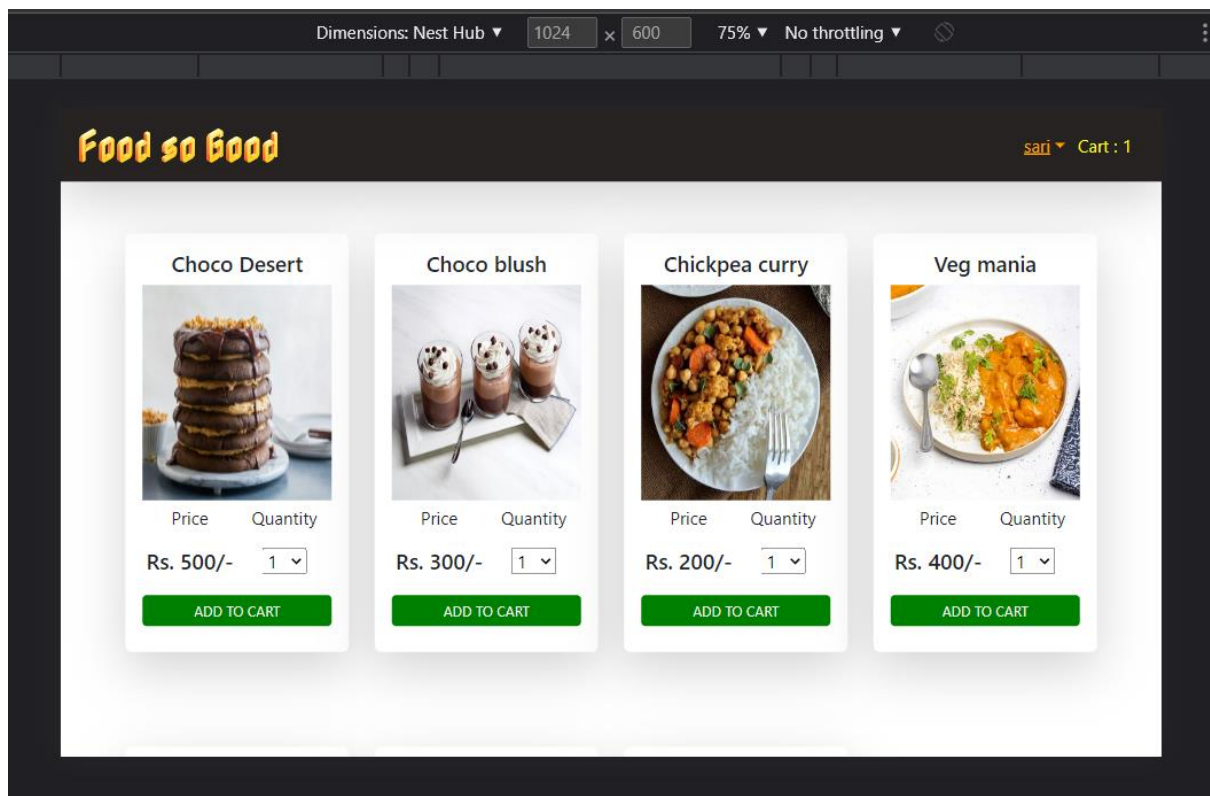 Dimensions: Nest Hub ▼ 1024 × 600 75% ▼ No throttling ▼
Food so Good
sari Cart : 1
Choco Desert Choco blush Chickpea curry Veg mania
Price Quantity Price Quantity Price Quantity Price Quantity
Rs. 500/- 1 Rs. 300/- 1 Rs. 200/- 1 Rs. 400/- 1
ADD TO CART ADD TO CART ADD TO CART ADD TO CART